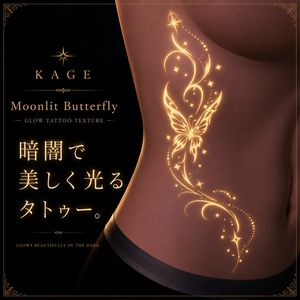 KAGE
Moonlit Butterfly
— GLOW TATTOO TEXTURE —
暗闇で
美しく光る
タトゥー。
GLOWS BEAUTIFULLY IN THE DARK